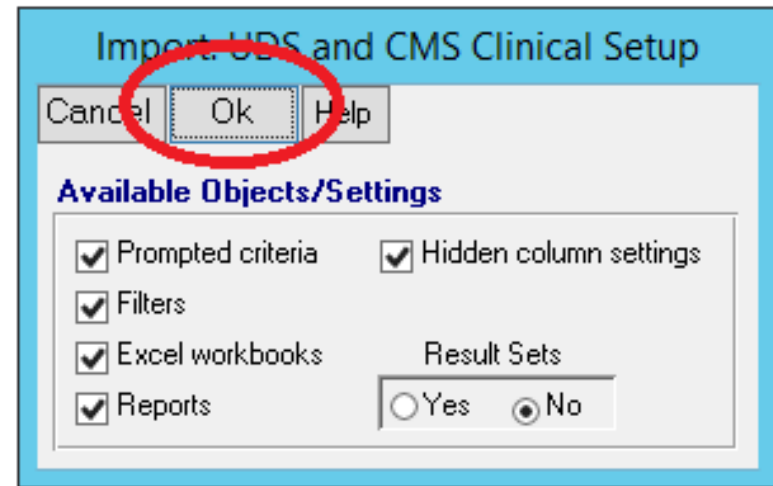 Import: UDS and CMS Clinical Setup
Cancel Ok Help
Available Objects/Settings
Prompted criteria Hidden column settings
Filters
Excel workbooks Result Sets
Reports Yes No